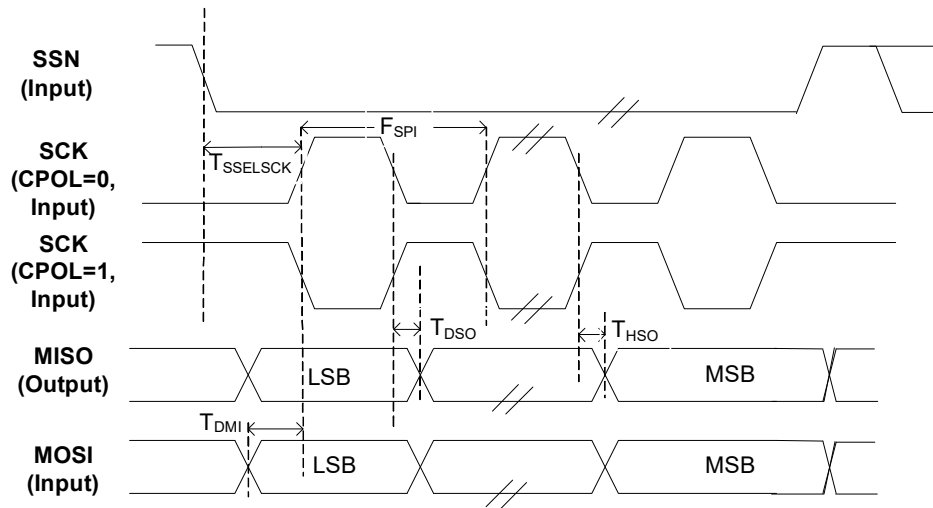 SSN
(Input)
F_SPI
SCK
(CPOL=0,
Input)
T_SSELSCK
SCK
(CPOL=1,
Input)
T_DSO
T_HSO
MISO
(Output)
LSB
MSB
T_DMI
MOSI
(Input)
LSB
MSB